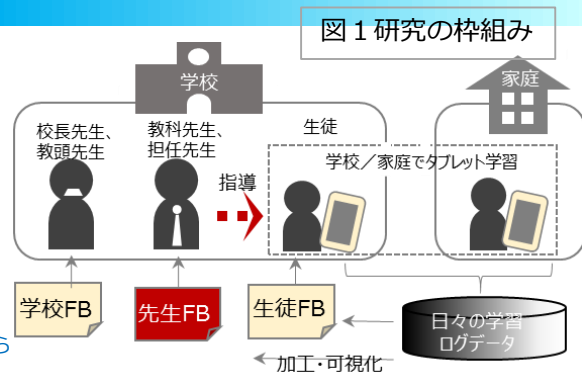 図１研究の枠組み
学校
家庭
校長先生、
教頭先生
教科先生、
担任先生
生徒
学校／家庭でタブレット学習
指導
学校FB
先生FB
生徒FB
日々の学習
ログデータ
ら
加工・可視化